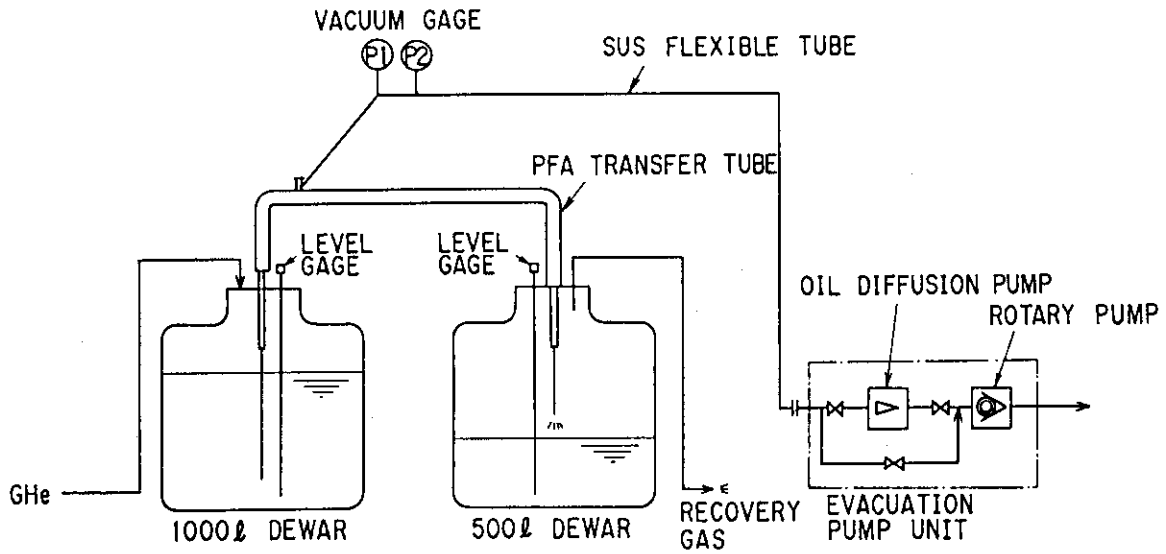 VACUUM GAGE
P1 P2
SUS FLEXIBLE TUBE
PFA TRANSFER TUBE
LEVEL
GAGE
LEVEL
GAGE
OIL DIFFUSION PUMP
ROTARY PUMP
GHe
1000ℓ DEWAR
500ℓ DEWAR
RECOVERY
GAS
EVACUATION
PUMP UNIT